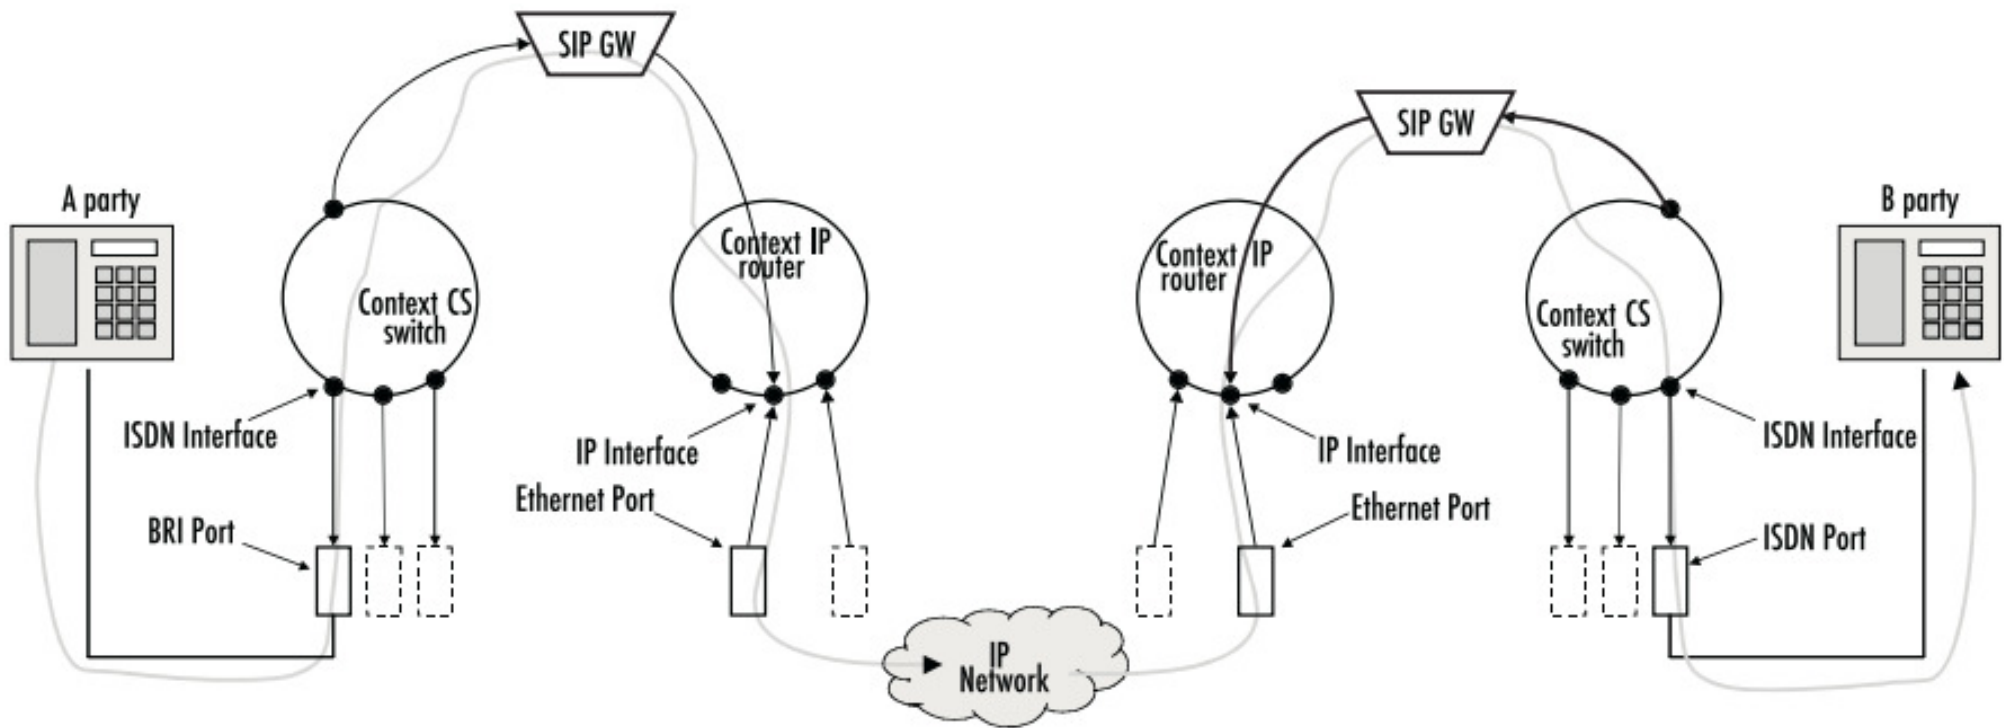 SIP GW
SIP GW
A party
B party
Context CS
switch
Context IP
router
Context IP
router
Context CS
switch
ISDN Interface
IP Interface
IP Interface
ISDN Interface
Ethernet Port
Ethernet Port
BRI Port
ISDN Port
IP
Network